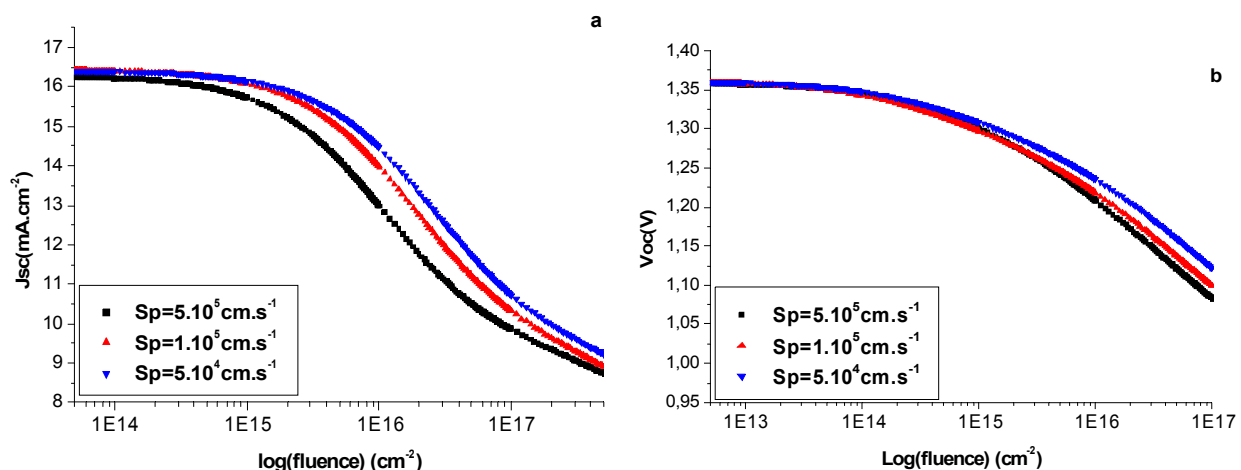 a
17
16
15
14
13
12
11
10
9
8
Jsc(mA.cm⁻²)
Sp=5.10⁵cm.s⁻¹
Sp=1.10⁵cm.s⁻¹
Sp=5.10⁴cm.s⁻¹
1E14 1E15 1E16 1E17
log(fluence) (cm⁻²)
b
1,40
1,35
1,30
1,25
1,20
1,15
1,10
1,05
1,00
0,95
Voc(V)
Sp=5.10⁵cm.s⁻¹
Sp=1.10⁵cm.s⁻¹
Sp=5.10⁴cm.s⁻¹
1E13 1E14 1E15 1E16 1E17
Log(fluence) (cm⁻²)